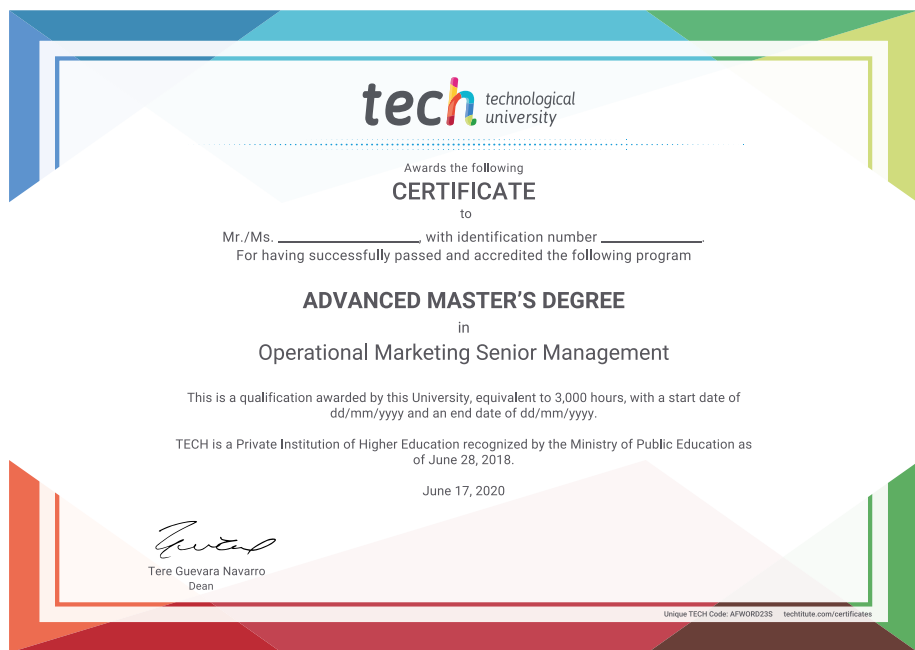 tech technological
university
Awards the following
CERTIFICATE
to
Mr./Ms. ____________________, with identification number ______________.
For having successfully passed and accredited the following program
ADVANCED MASTER’S DEGREE
in
Operational Marketing Senior Management
This is a qualification awarded by this University, equivalent to 3,000 hours, with a start date of
dd/mm/yyyy and an end date of dd/mm/yyyy.
TECH is a Private Institution of Higher Education recognized by the Ministry of Public Education as
of June 28, 2018.
June 17, 2020
Tere Guevara Navarro
Dean
Unique TECH Code: AFWORD23S techtitute.com/certificates